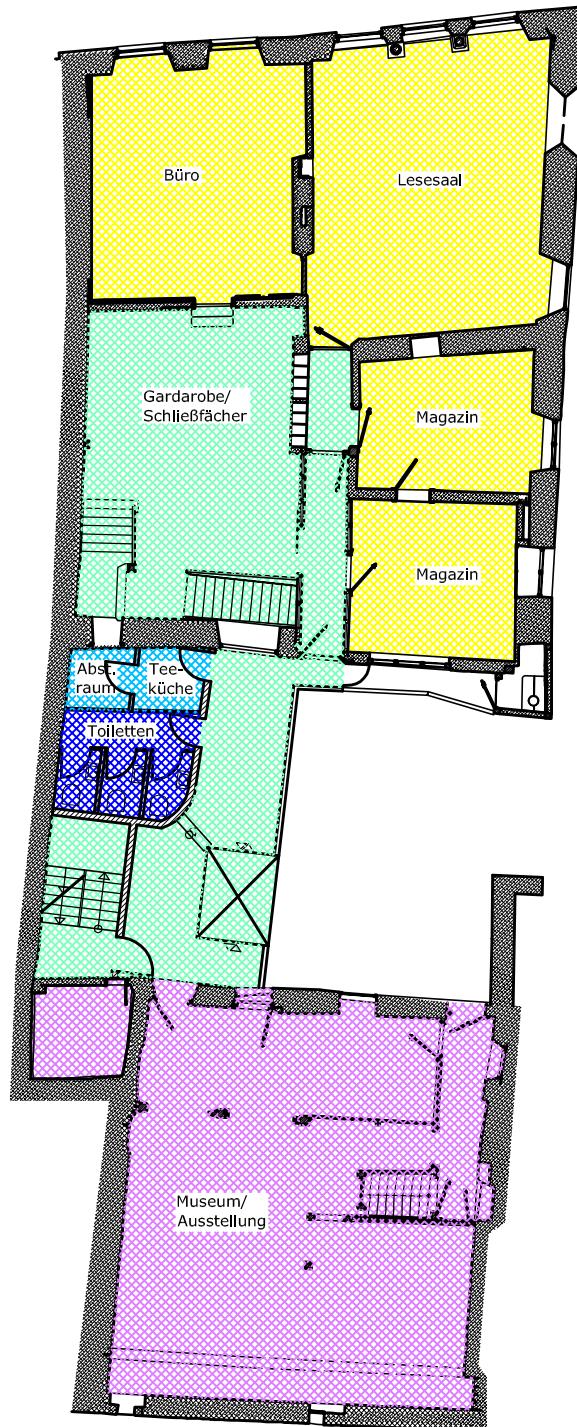 Büro
Lesesaal
Gardarobe/
Schließfächer
Magazin
Magazin
Abst.
raum
Tee-
küche
Toiletten
Museum/
Ausstellung